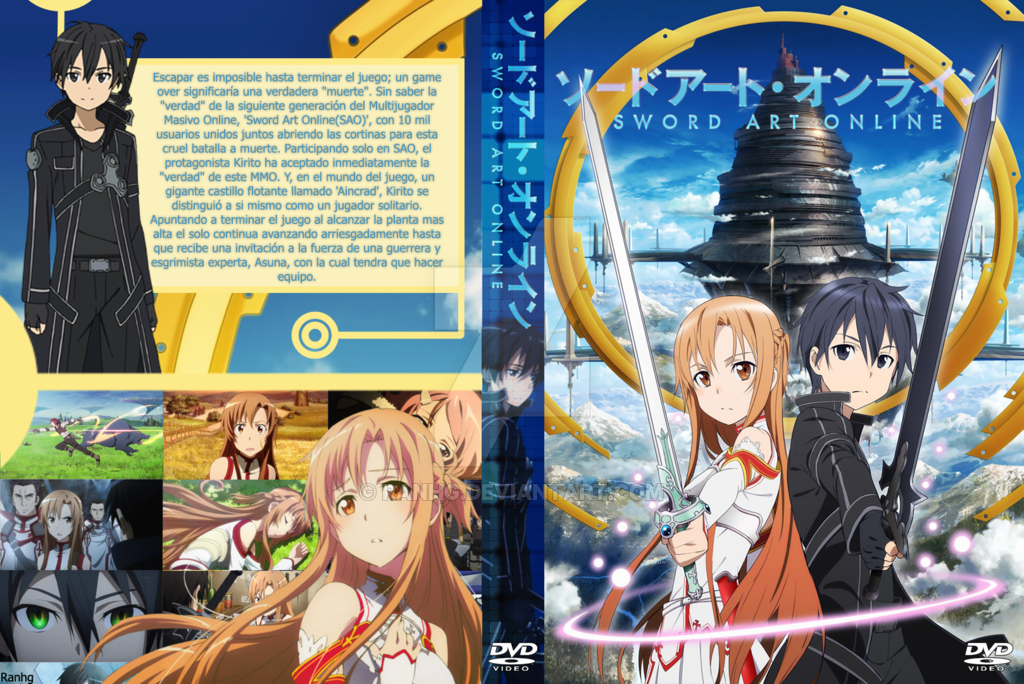 Escapar es imposible hasta terminar el juego; un game
over significaría una verdadera "muerte". Sin saber la
"verdad" de la siguiente generación del Multijugador
Masivo Online, 'Sword Art Online(SAO)', con 10 mil
usuarios unidos juntos abriendo las cortinas para esta
cruel batalla a muerte. Participando solo en SAO, el
protagonista Kirito ha aceptado inmediatamente la
"verdad" de este MMO. Y, en el mundo del juego, un
gigante castillo flotante llamado 'Aincrad', Kirito se
distinguió a si mismo como un jugador solitario.
Apuntando a terminar el juego al alcanzar la planta mas
alta el solo continua avanzando arriesgadamente hasta
que recibe una invitación a la fuerza de una guerrera y
esgrimista experta, Asuna, con la cual tendra que hacer
equipo.
Ranhg
ソードアート・オンライン
SWORD ART ONLINE
DVD
VIDEO
ソードアート・オンライン
SWORD ART ONLINE
DVD
VIDEO
© RANHG.DEVIANTART.COM